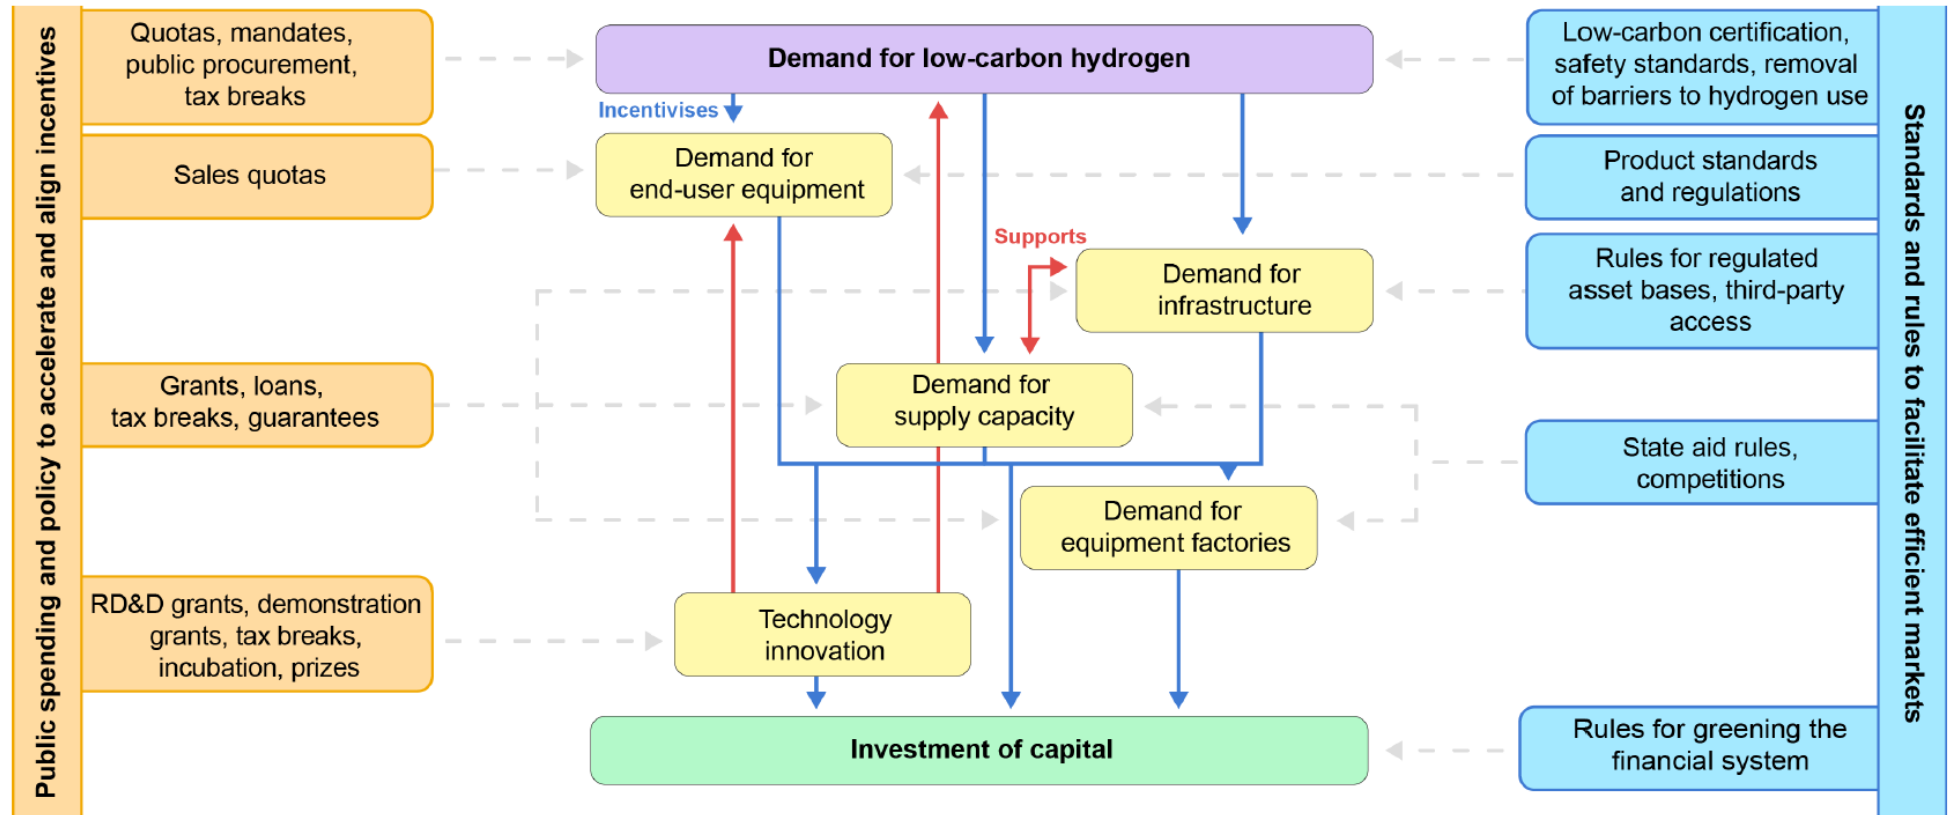 Public spending and policy to accelerate and align incentives
Quotas, mandates,
public procurement,
tax breaks
Sales quotas
Grants, loans,
tax breaks, guarantees
RD&D grants, demonstration
grants, tax breaks,
incubation, prizes
Demand for low-carbon hydrogen
Incentivises
Demand for
end-user equipment
Supports
Demand for
infrastructure
Demand for
supply capacity
Demand for
equipment factories
Technology
innovation
Investment of capital
Low-carbon certification,
safety standards, removal
of barriers to hydrogen use
Product standards
and regulations
Rules for regulated
asset bases, third-party
access
State aid rules,
competitions
Rules for greening the
financial system
Standards and rules to facilitate efficient markets